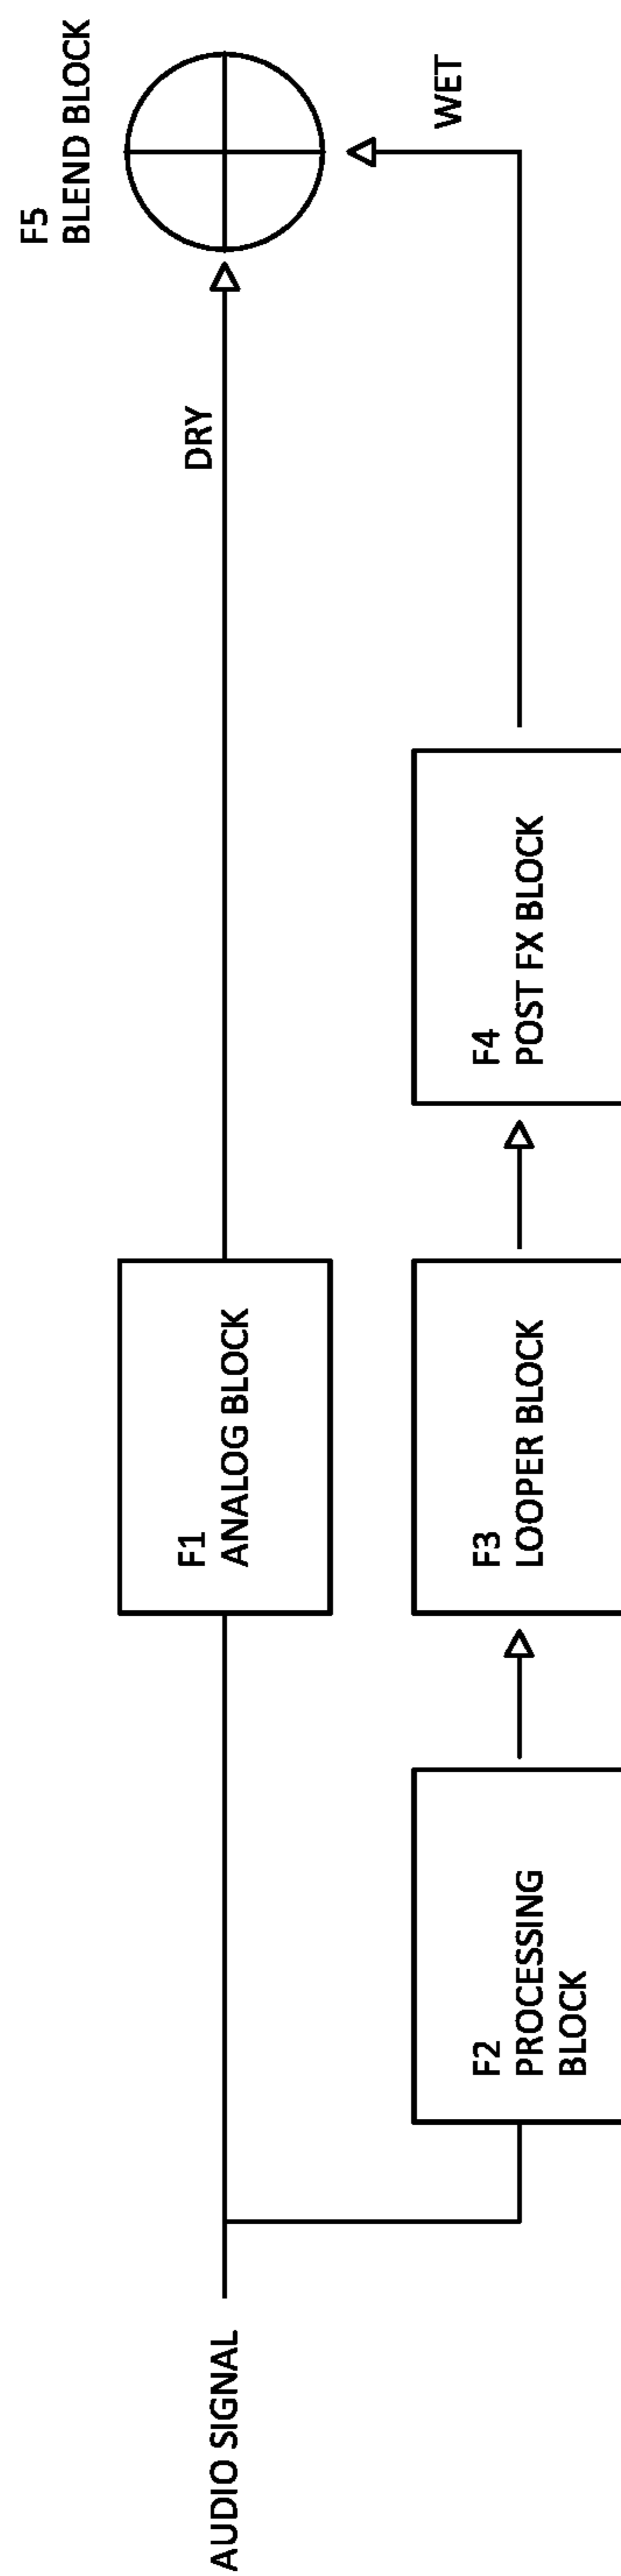 AUDIO SIGNAL
F1
ANALOG BLOCK
DRY
F5
BLEND BLOCK
F2
PROCESSING
BLOCK
F3
LOOPER BLOCK
F4
POST FX BLOCK
WET